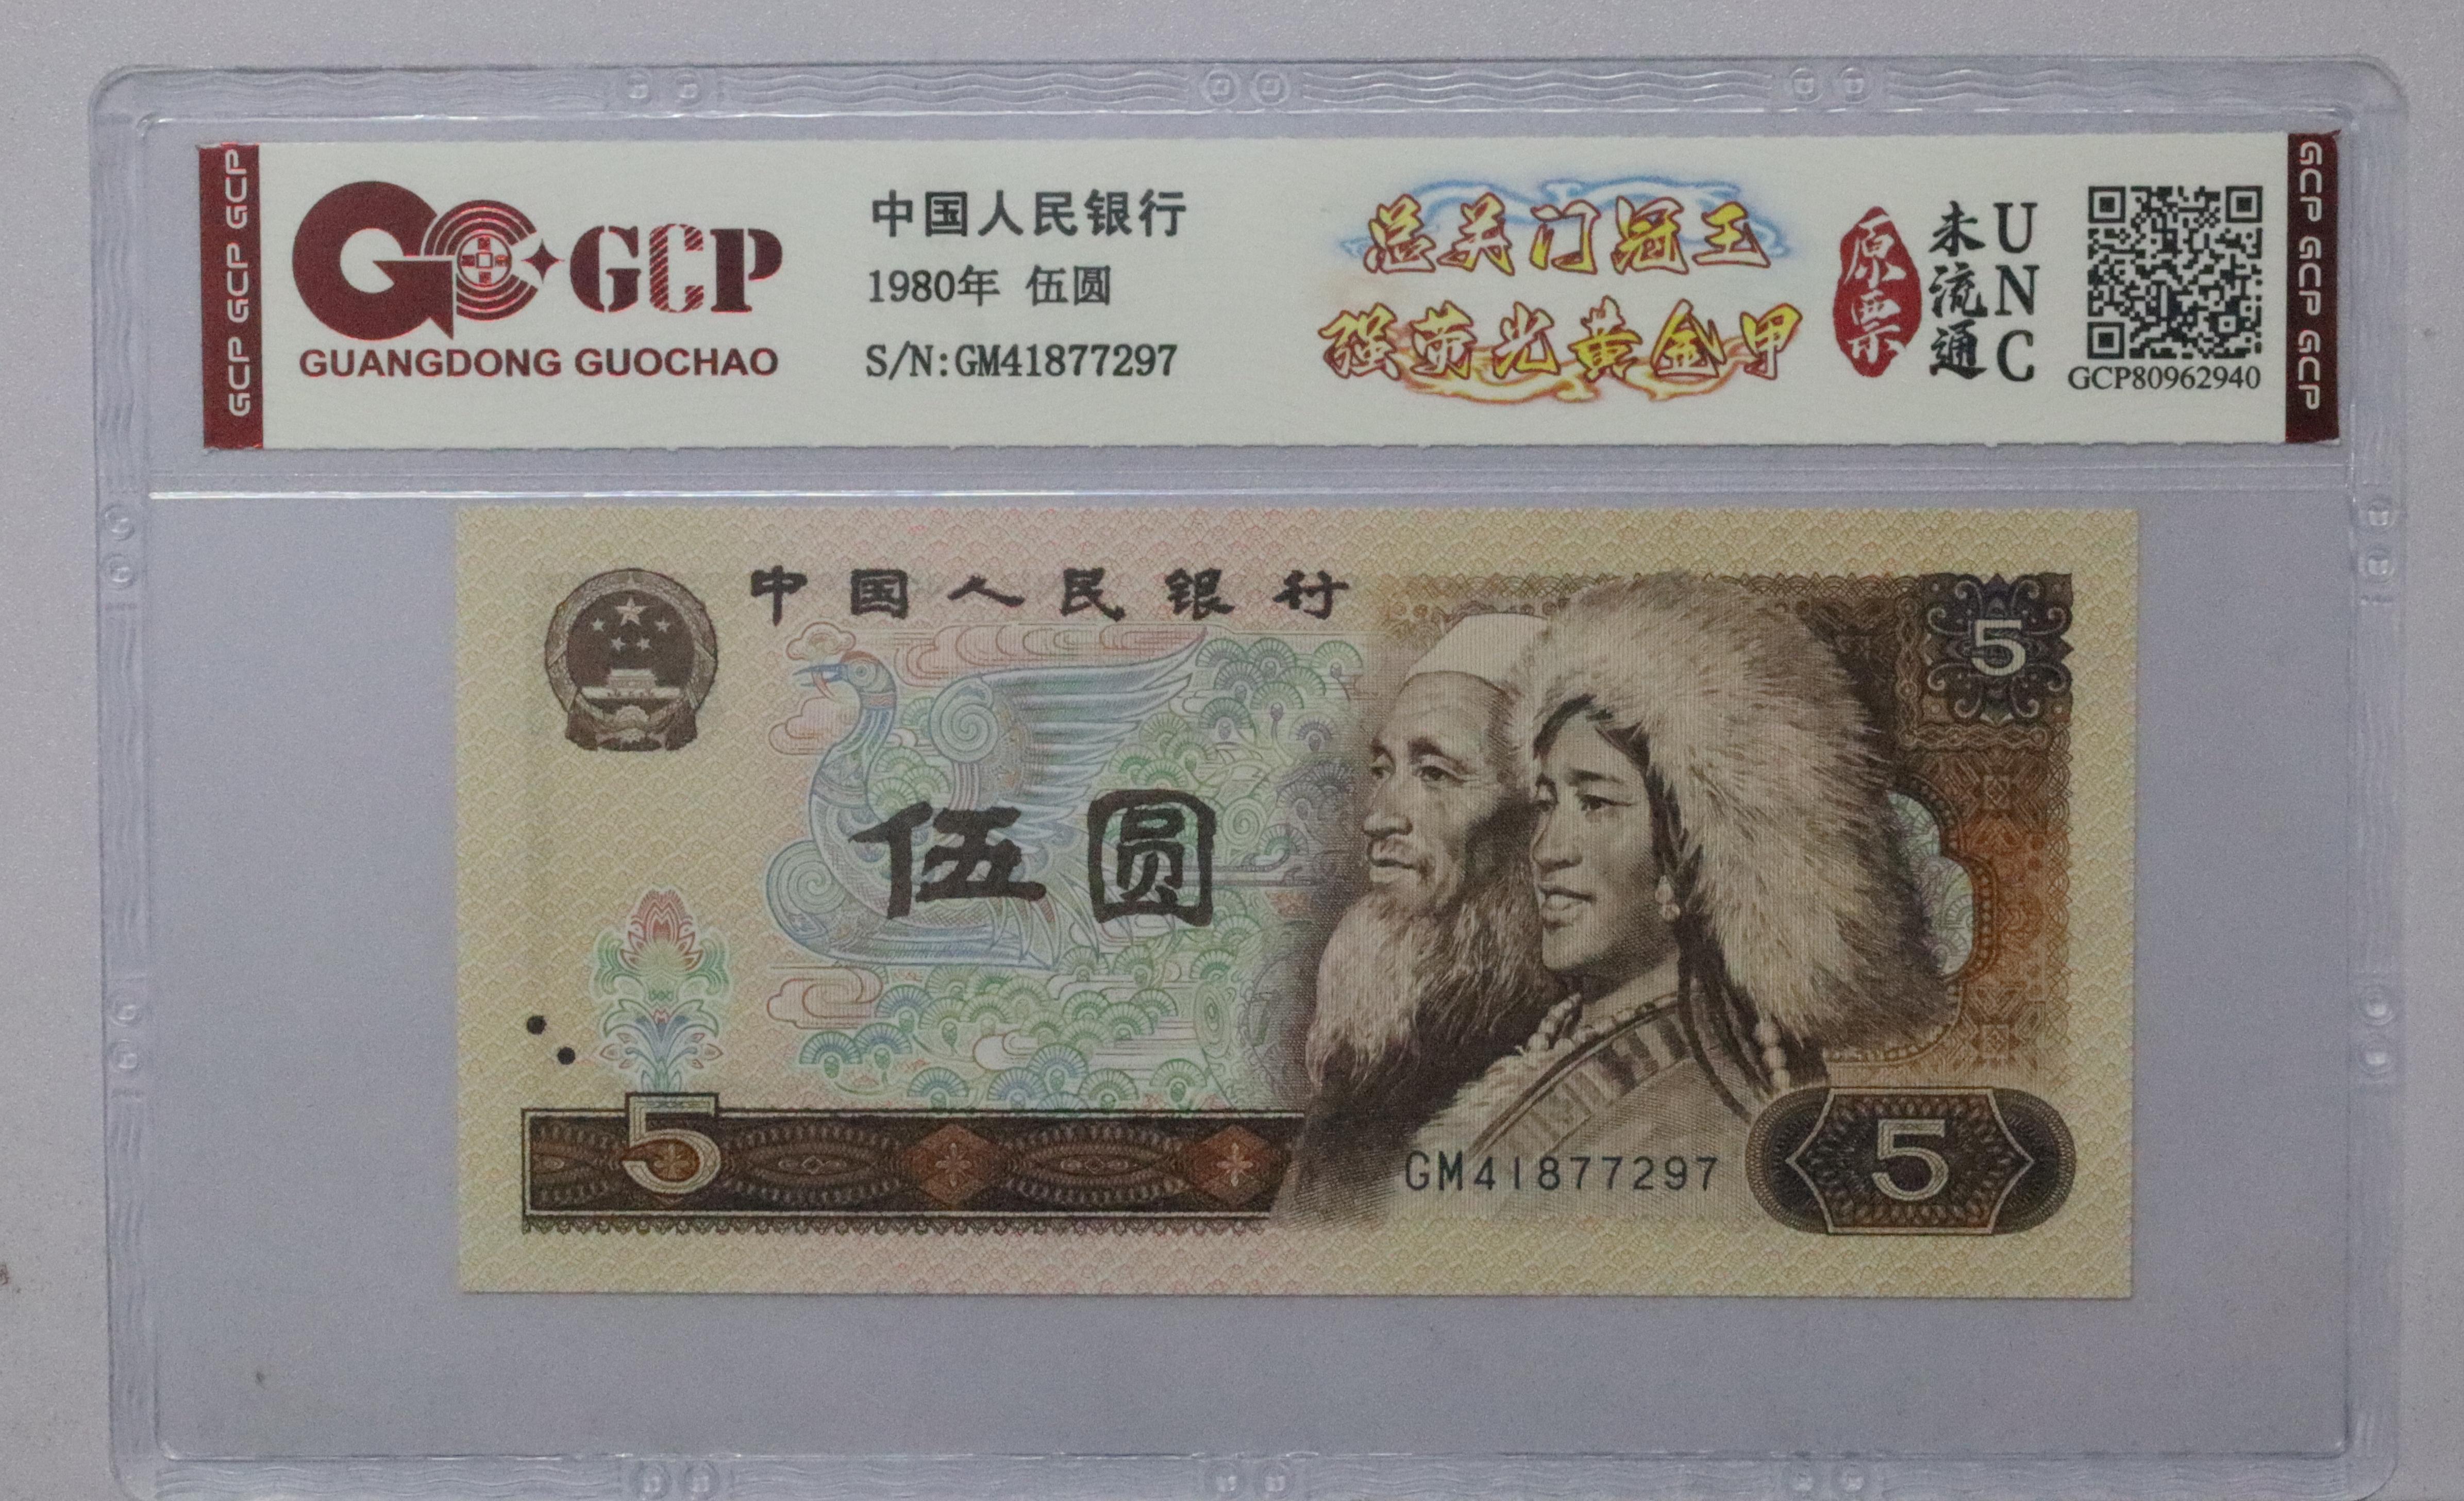 GCP GCP GCP
GCP
GUANGDONG GUOCHAO
中国人民银行
1980年 伍圆
S/N:GM41877297
总关门冠王
强荧光黄金甲
原票
未流通
UNC
GCP80962940
GCP GCP GCP
中国人民银行
5
伍圆
5
GM41877297
5